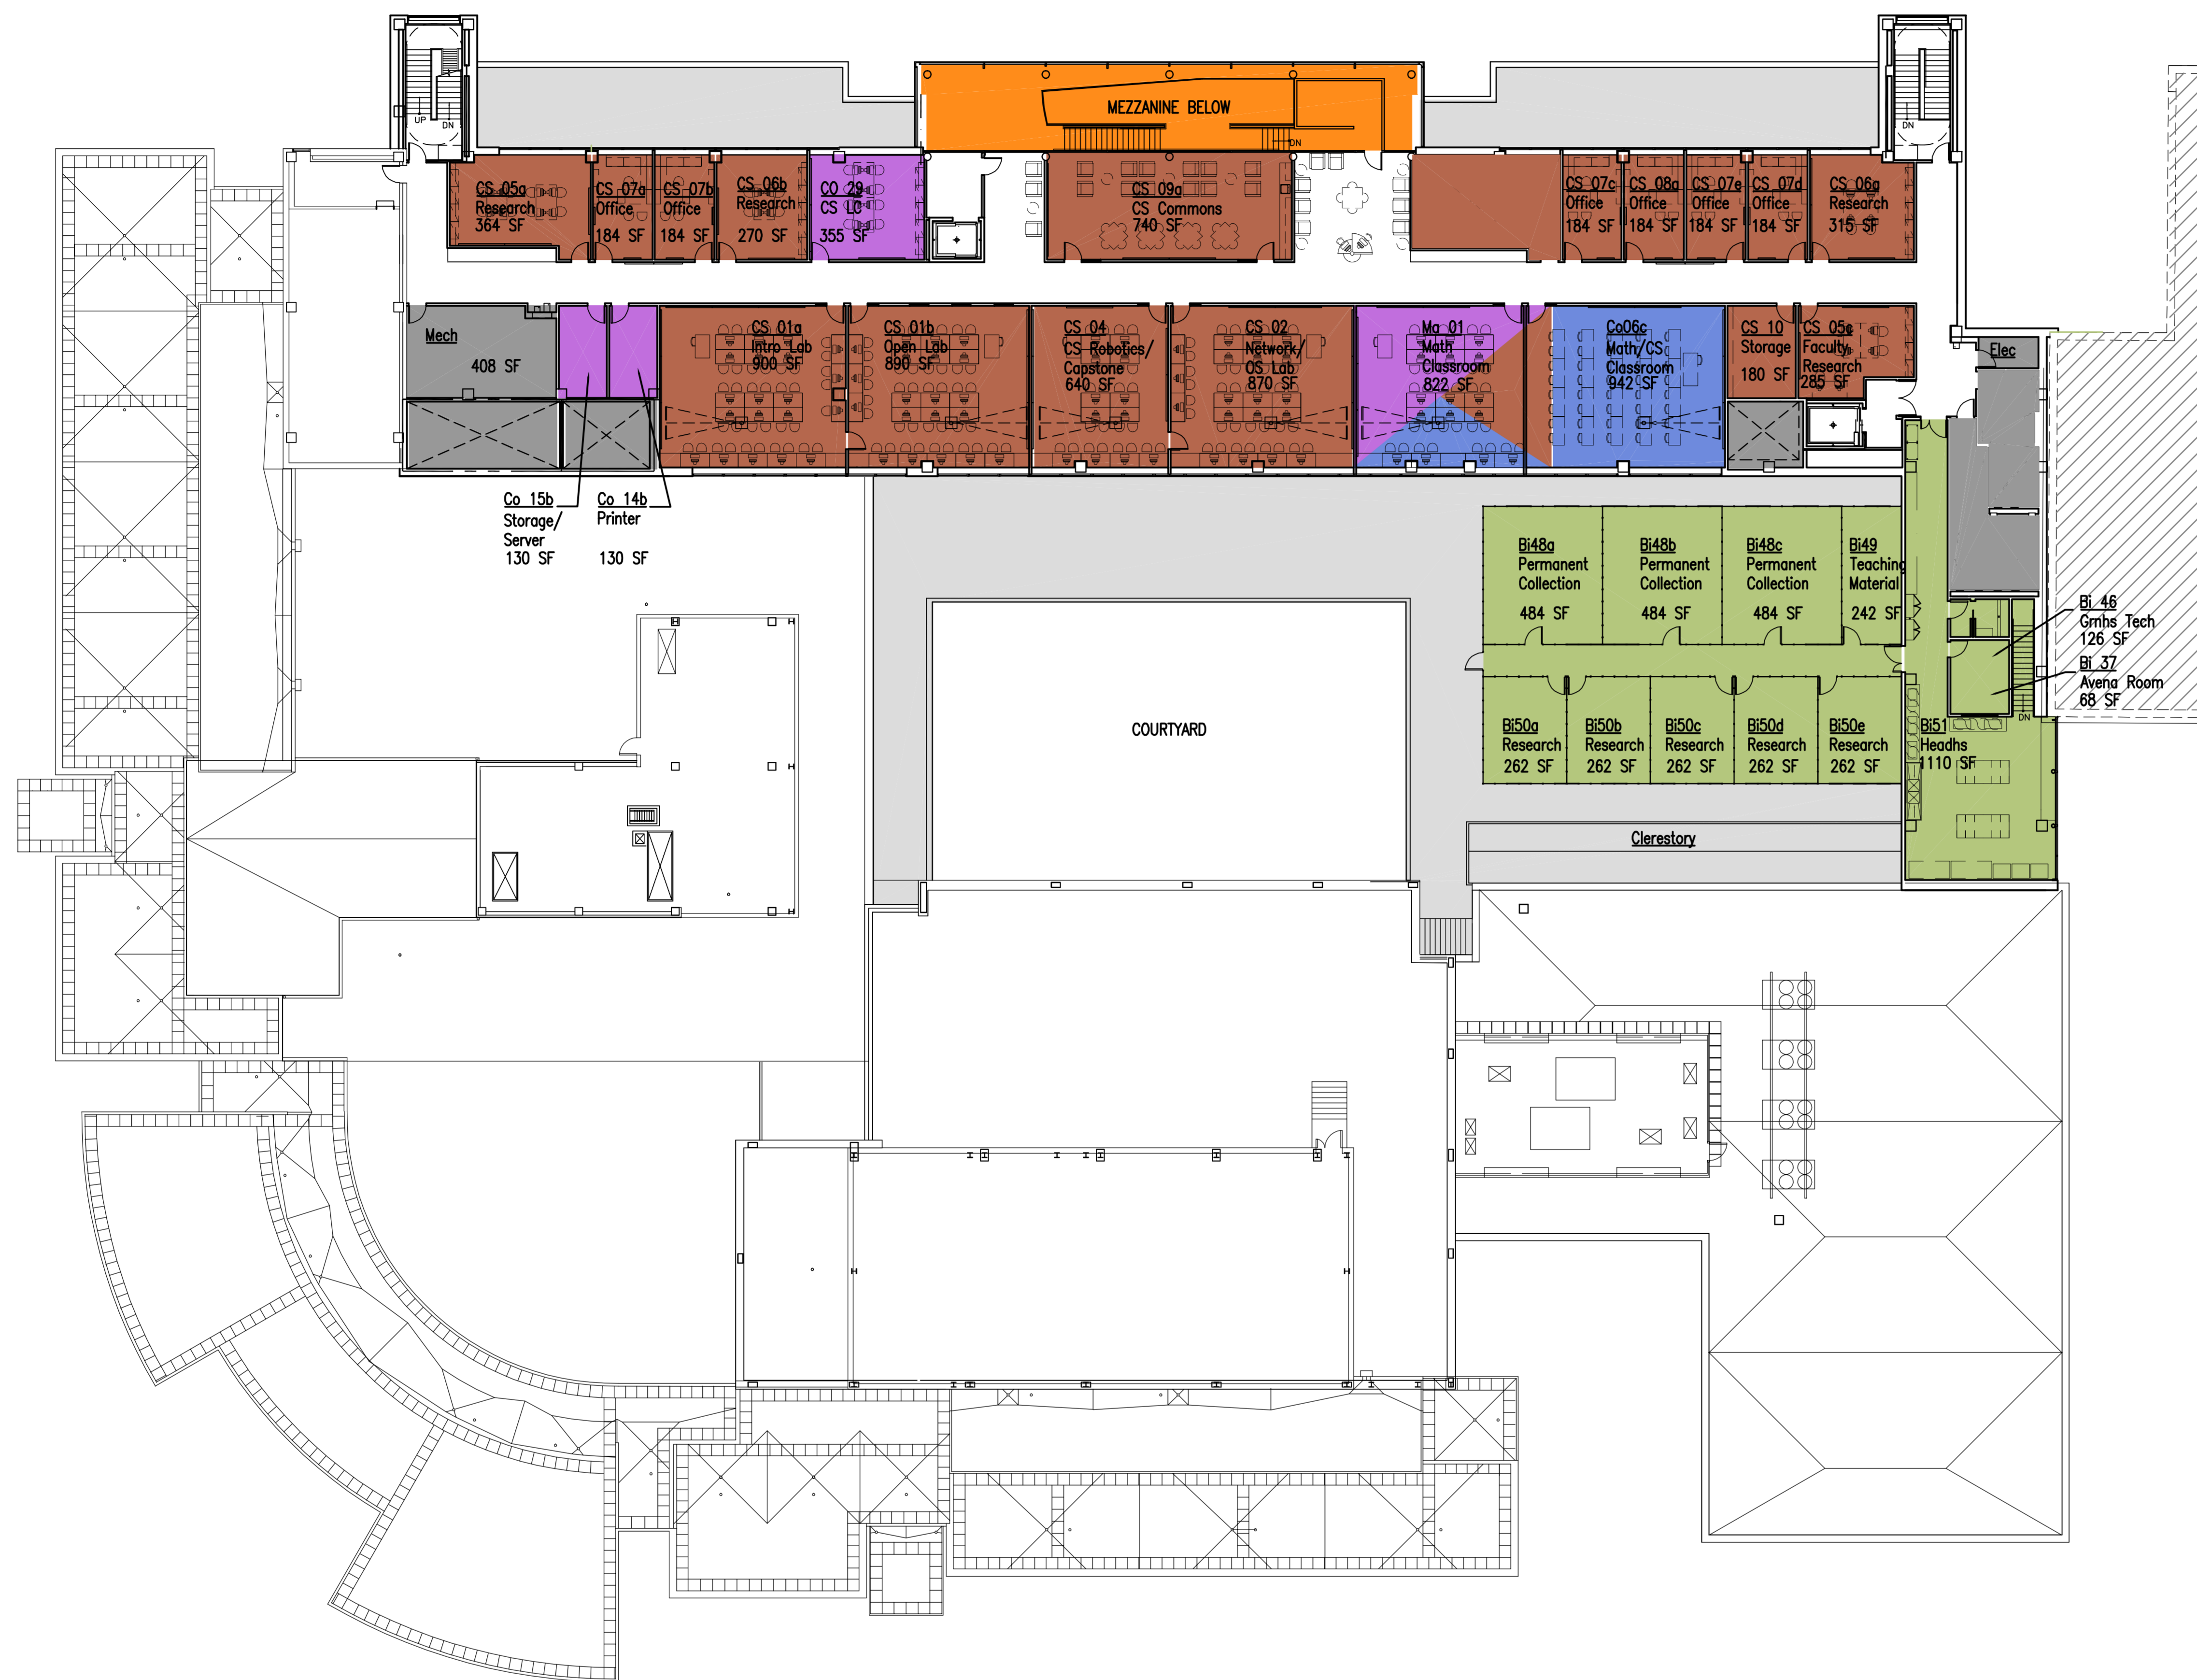 MEZZANINE BELOW
UP
DN
DN
DN
CS 05a
Research
364 SF
CS 07a
Office
184 SF
CS 07b
Office
184 SF
CS 06b
Research
270 SF
CO 29
CS LC
355 SF
CS 09a
CS Commons
740 SF
CS 07c
Office
184 SF
CS 08a
Office
184 SF
CS 07e
Office
184 SF
CS 07d
Office
184 SF
CS 06a
Research
315 SF
Mech
408 SF
CS 01a
Intro Lab
900 SF
CS 01b
Open Lab
890 SF
CS 04
CS Robotics/
Capstone
640 SF
CS 02
Network/
OS Lab
870 SF
Ma 01
Math
Classroom
822 SF
Co06c
Math/CS
Classroom
942 SF
CS 10
Storage
180 SF
CS 05c
Faculty
Research
285 SF
Elec
Co 15b
Storage/
Server
130 SF
Co 14b
Printer
130 SF
Bi48a
Permanent
Collection
484 SF
Bi48b
Permanent
Collection
484 SF
Bi48c
Permanent
Collection
484 SF
Bi49
Teaching
Material
242 SF
Bi 46
Grnhs Tech
126 SF
Bi 37
Avena Room
68 SF
DN
COURTYARD
Bi50a
Research
262 SF
Bi50b
Research
262 SF
Bi50c
Research
262 SF
Bi50d
Research
262 SF
Bi50e
Research
262 SF
Bi51
Headhs
1110 SF
Clerestory